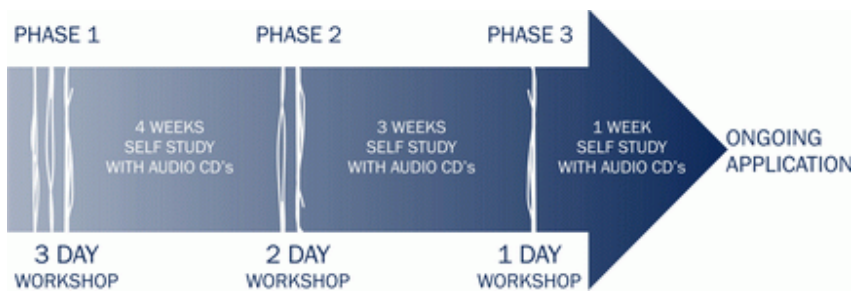 PHASE 1
PHASE 2
PHASE 3
4 WEEKS
SELF STUDY
WITH AUDIO CD's
3 WEEKS
SELF STUDY
WITH AUDIO CD's
1 WEEK
SELF STUDY
WITH AUDIO CD's
ONGOING
APPLICATION
3 DAY
WORKSHOP
2 DAY
WORKSHOP
1 DAY
WORKSHOP